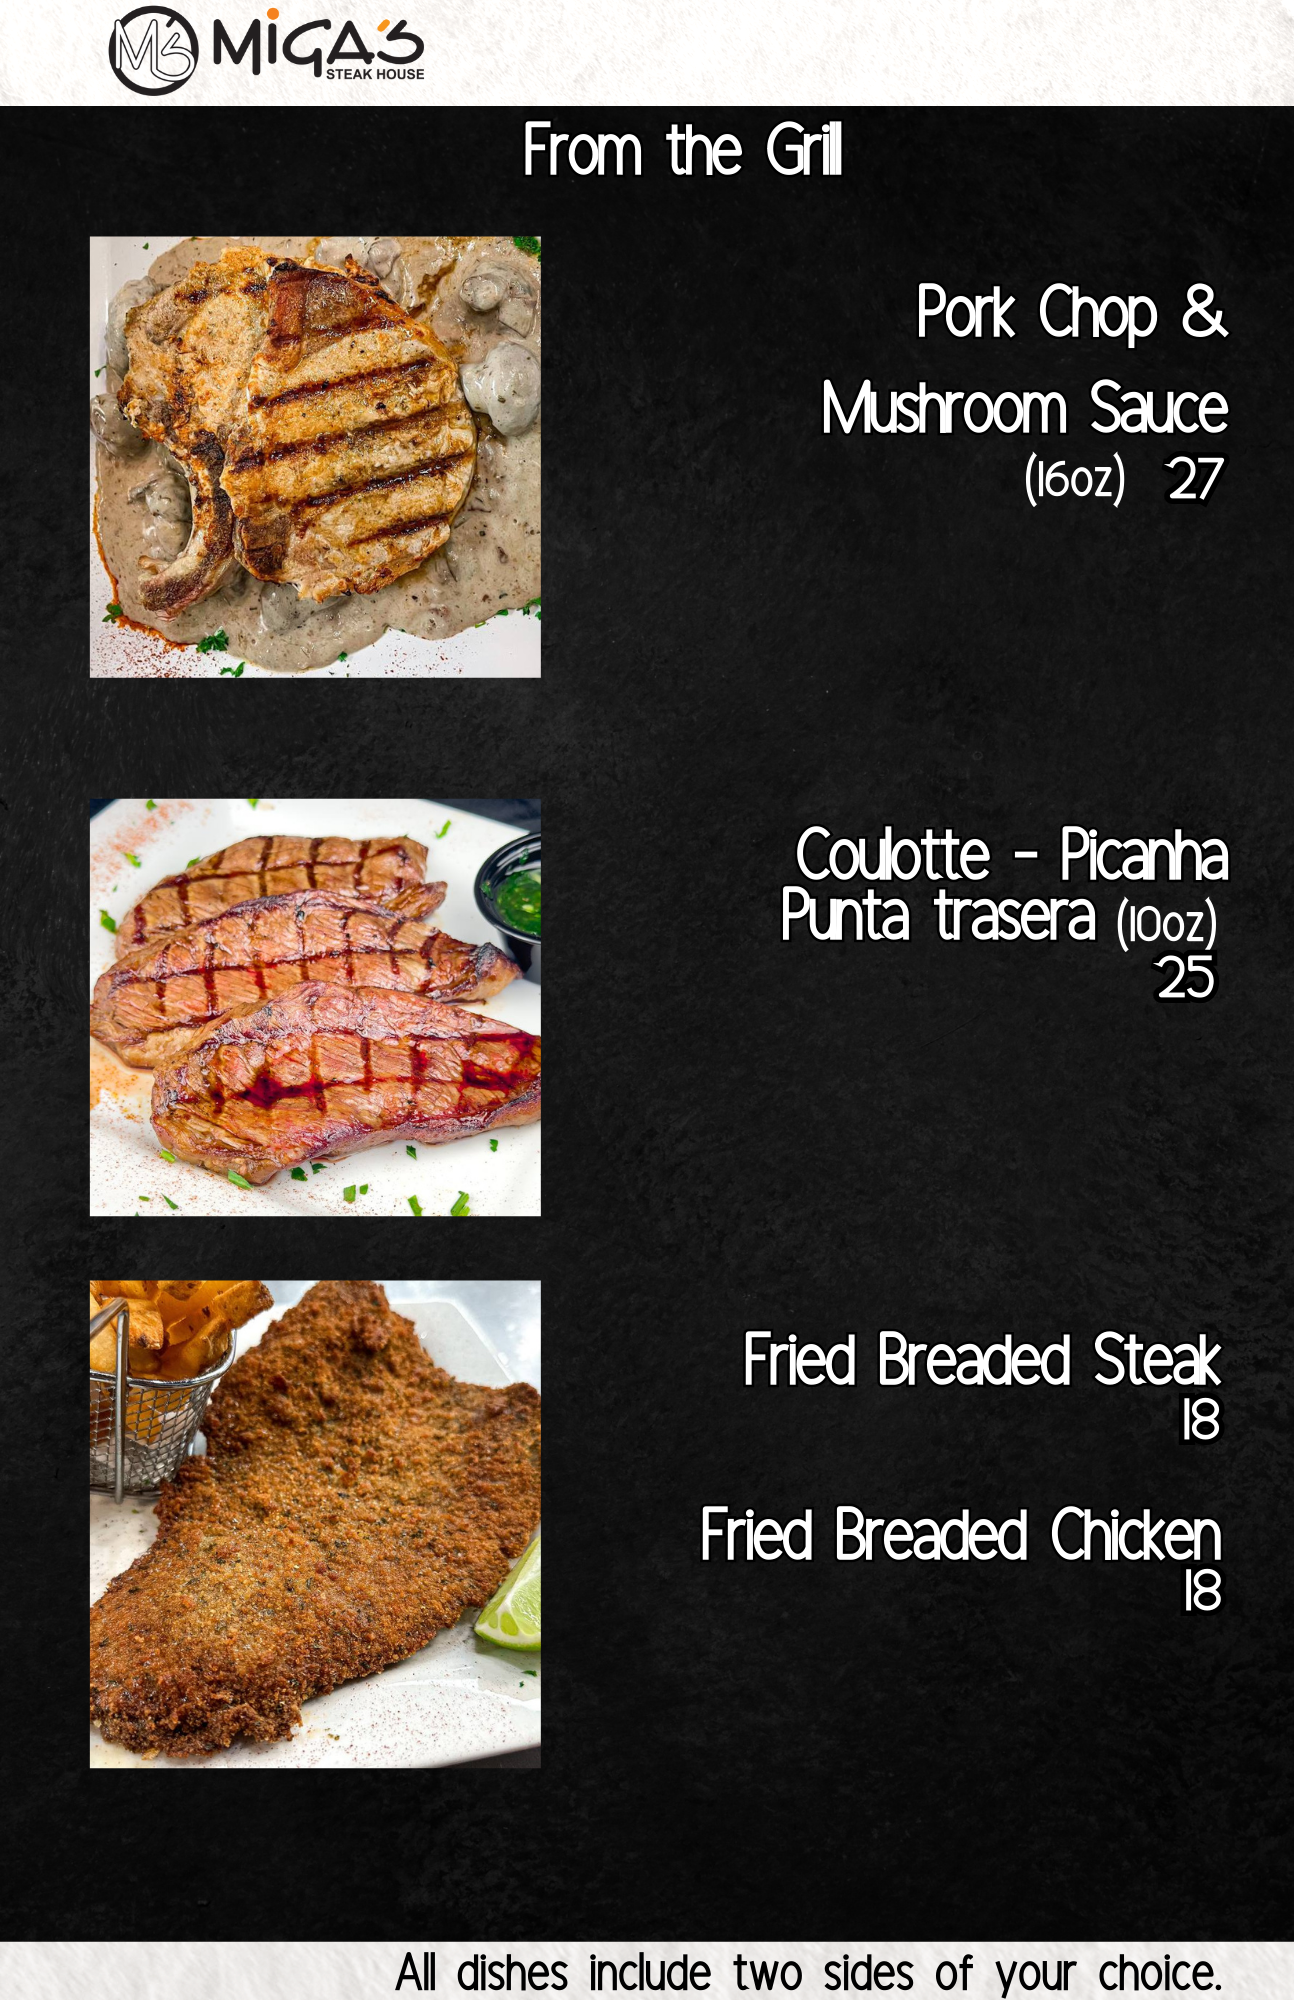 MS MiGA'S
STEAK HOUSE
From the Grill
Pork Chop &
Mushroom Sauce
(16oz) 27
Coulotte - Picanha
Punta trasera (10oz)
25
Fried Breaded Steak
18
Fried Breaded Chicken
18
All dishes include two sides of your choice.